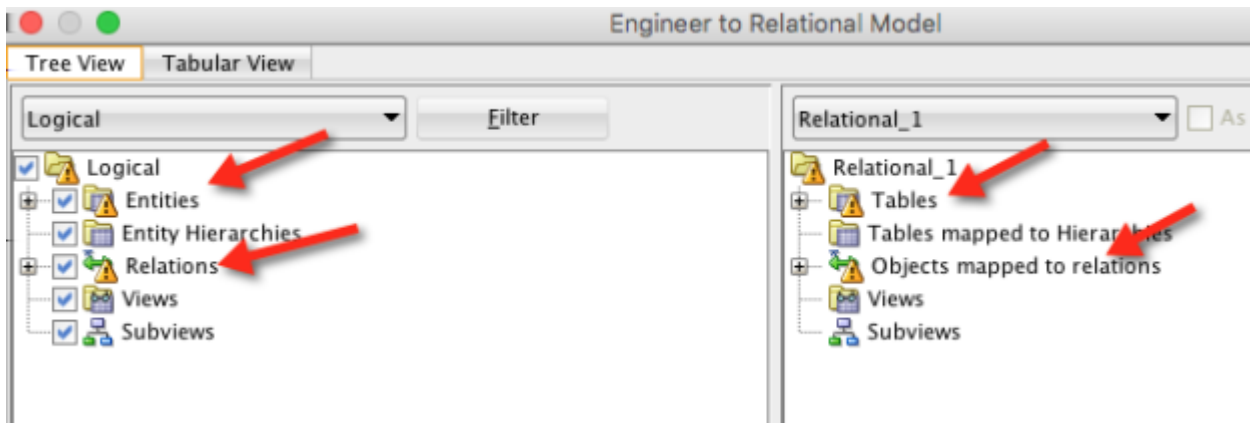 Engineer to Relational Model
Tree View Tabular View
Logical Filter
Logical
Entities
Entity Hierarchies
Relations
Views
Subviews
Relational_1 As
Relational_1
Tables
Tables mapped to Hierarchies
Objects mapped to relations
Views
Subviews